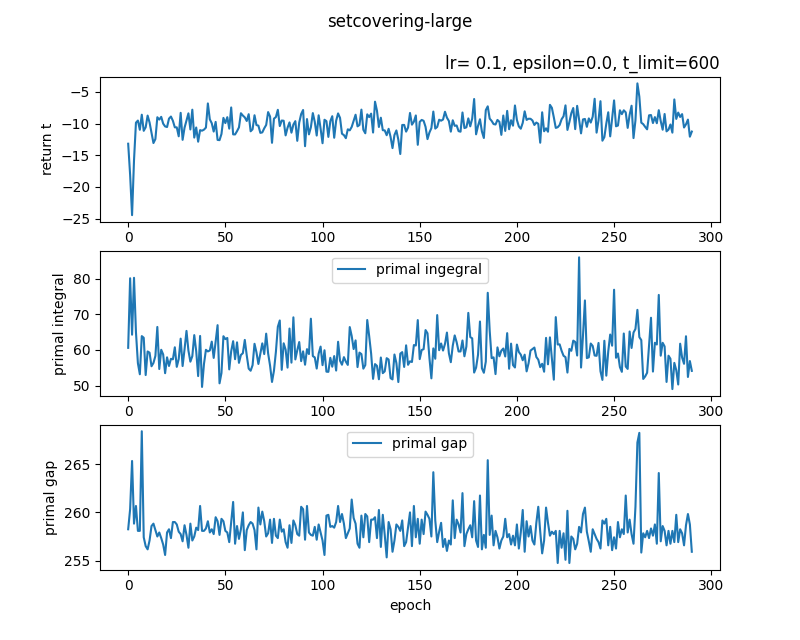 setcovering-large
lr= 0.1, epsilon=0.0, t_limit=600
return t
−5
−10
−15
−20
−25
0 50 100 150 200 250 300
primal ingegral
primal integral
80
70
60
50
0 50 100 150 200 250 300
primal gap
primal gap
265
260
255
0 50 100 150 200 250 300
epoch